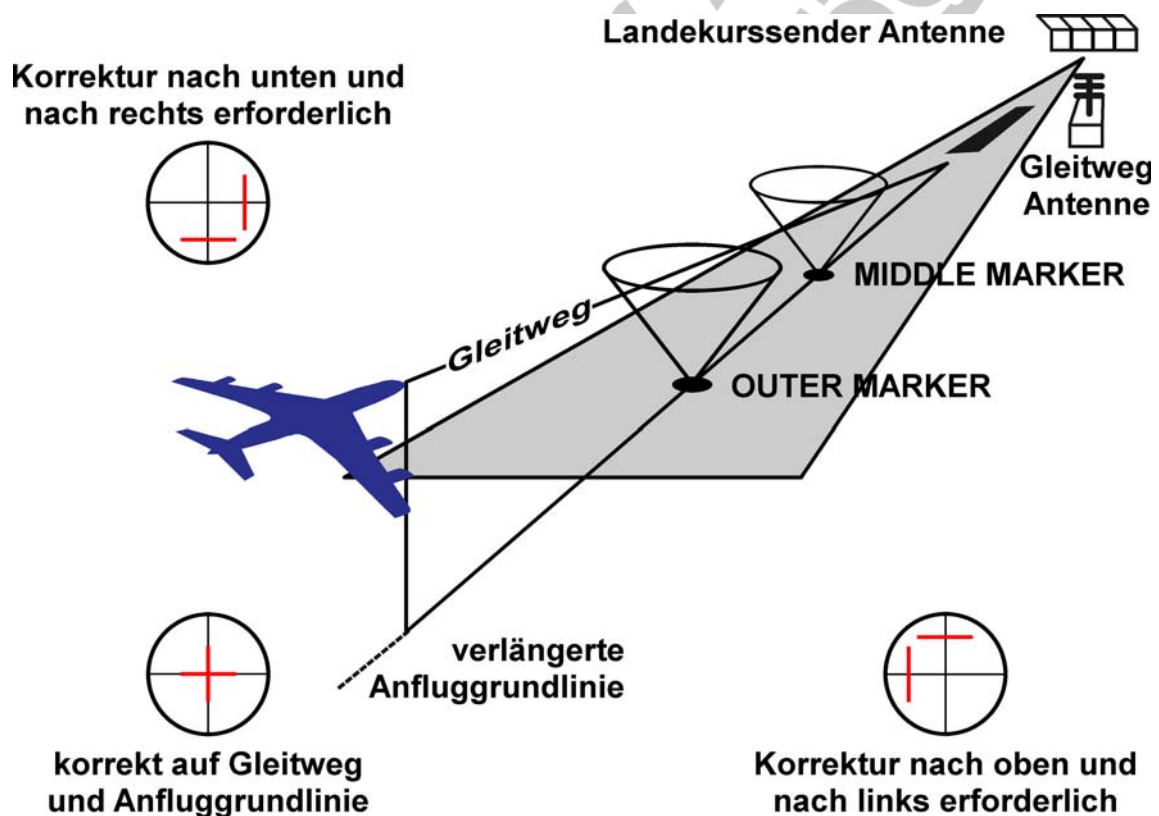 Landekurssender Antenne
Korrektur nach unten und
nach rechts erforderlich
Gleitweg
Antenne
MIDDLE MARKER
Gleitweg
OUTER MARKER
verlängerte
Anfluggrundlinie
korrekt auf Gleitweg
und Anfluggrundlinie
Korrektur nach oben und
nach links erforderlich